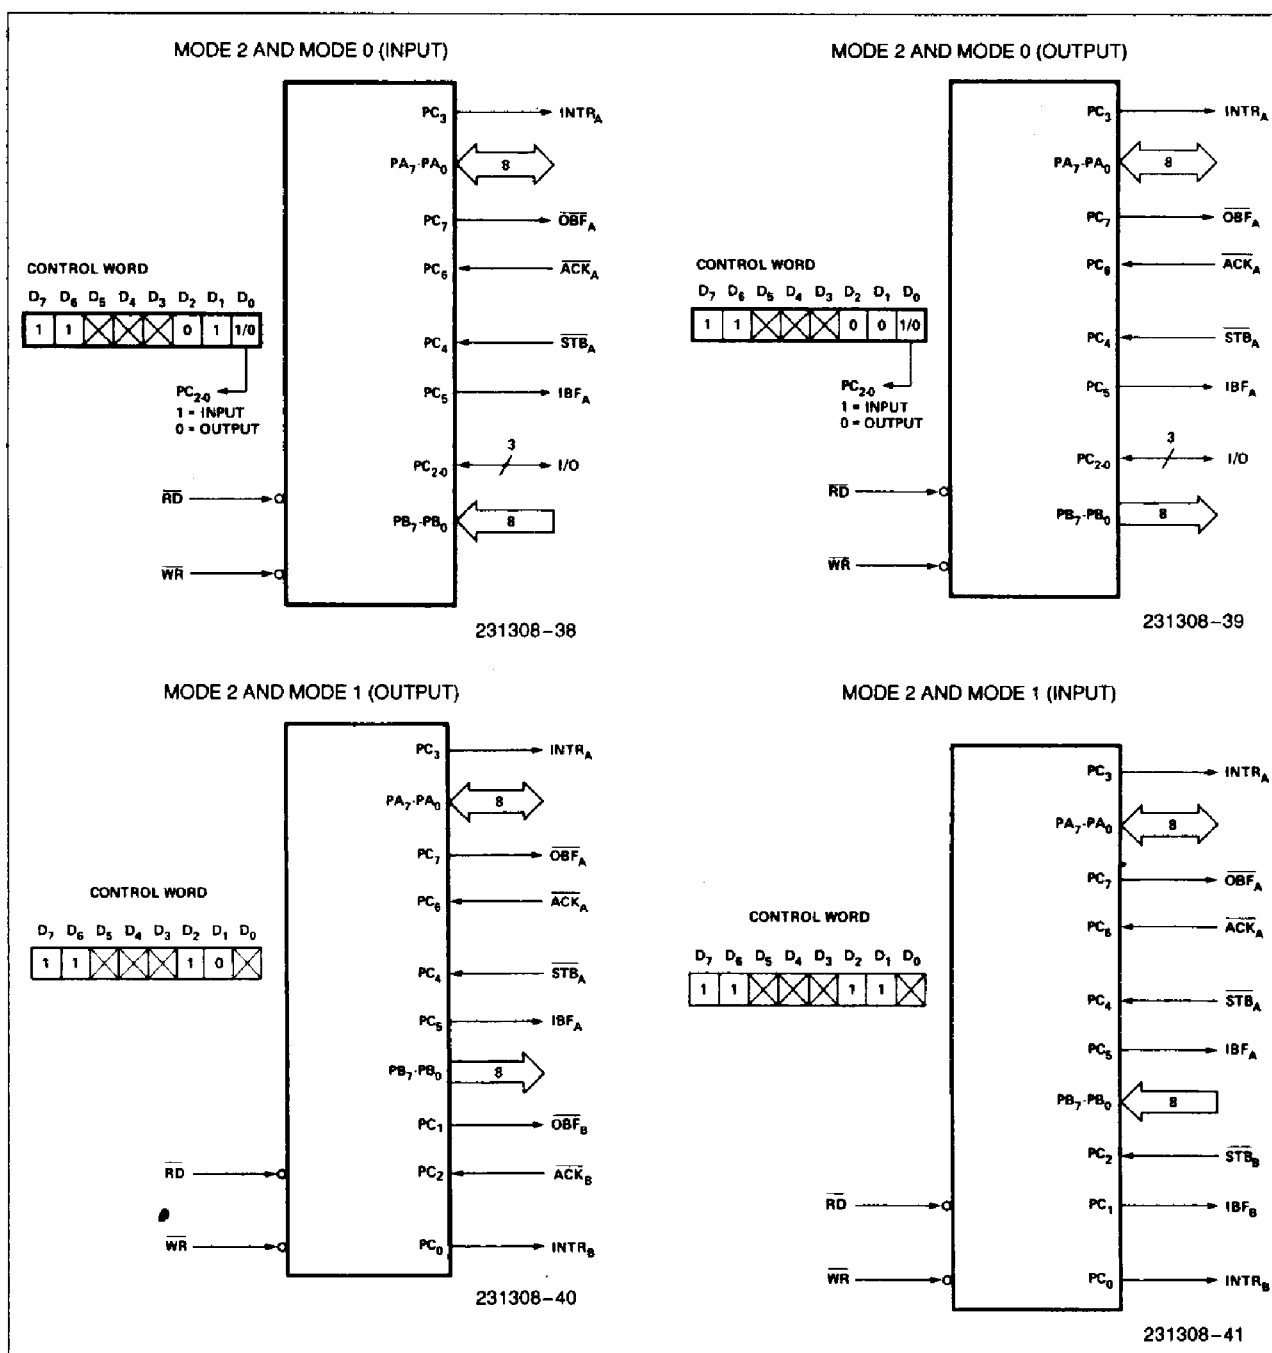 MODE 2 AND MODE 0 (INPUT)
PC3 INTRA
PA7-PA0 8
PC7 OBFA
CONTROL WORD
PC6 ACKA
D7 D6 D5 D4 D3 D2 D1 D0
1 1 0 1 1/0
PC4 STBA
PC2-0
1 = INPUT
0 = OUTPUT
PC5 IBFA
3
PC2-0 I/O
RD
PB7-PB0 8
WR
231308-38
MODE 2 AND MODE 0 (OUTPUT)
PC3 INTRA
PA7-PA0 8
PC7 OBFA
CONTROL WORD
PC6 ACKA
D7 D6 D5 D4 D3 D2 D1 D0
1 1 0 0 1/0
PC4 STBA
PC2-0
1 = INPUT
0 = OUTPUT
PC5 IBFA
3
PC2-0 I/O
RD
PB7-PB0 8
WR
231308-39
MODE 2 AND MODE 1 (OUTPUT)
PC3 INTRA
PA7-PA0 8
PC7 OBFA
CONTROL WORD
PC6 ACKA
D7 D6 D5 D4 D3 D2 D1 D0
1 1 1 0
PC4 STBA
PC5 IBFA
PB7-PB0 8
PC1 OBFB
RD
PC2 ACKB
WR
PC0 INTRB
231308-40
MODE 2 AND MODE 1 (INPUT)
PC3 INTRA
PA7-PA0 8
PC7 OBFA
CONTROL WORD
PC6 ACKA
D7 D6 D5 D4 D3 D2 D1 D0
1 1 1 1
PC4 STBA
PC5 IBFA
PB7-PB0 8
PC2 STBB
RD
PC1 IBFB
WR
PC0 INTRB
231308-41